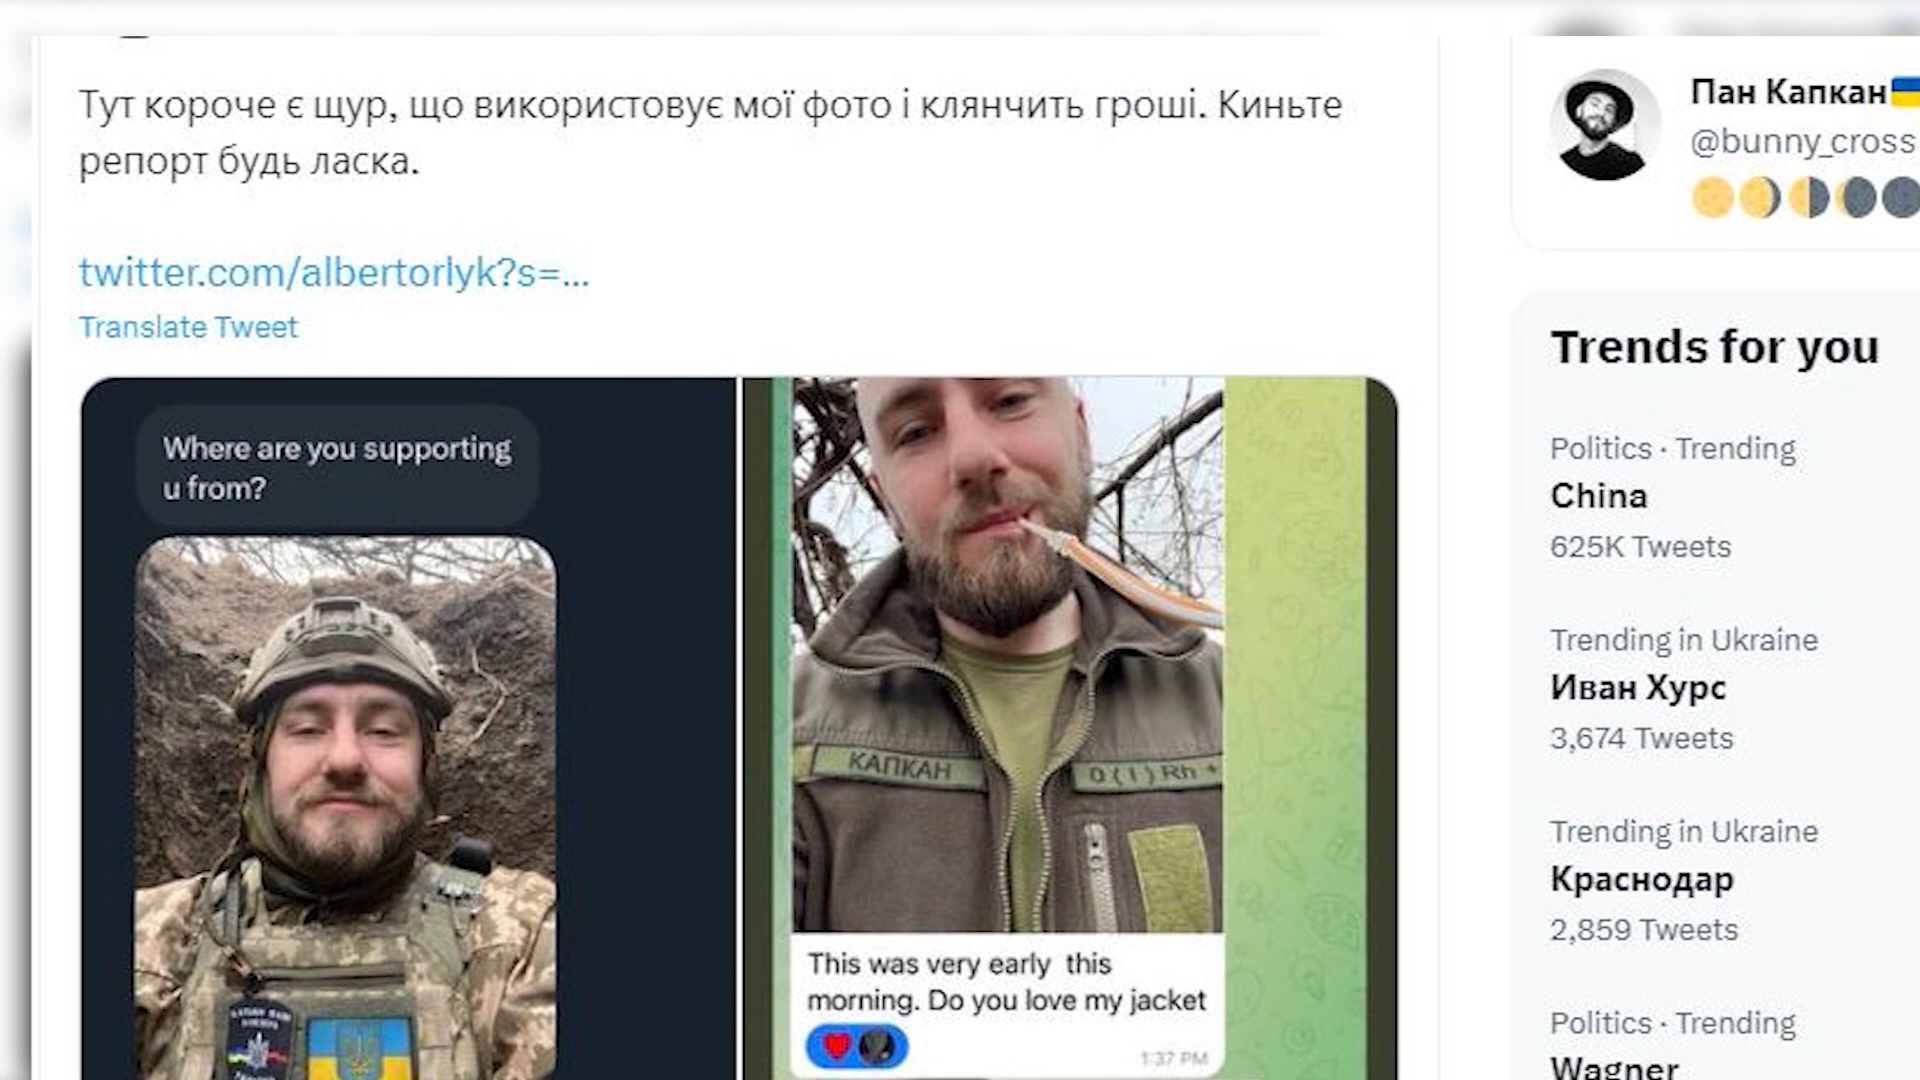 Тут короче є щур, що використовує мої фото і клянчить гроші. Киньте
репорт будь ласка.
twitter.com/albertorlyk?s=...
Translate Tweet
Where are you supporting
u from?
КАПКАН
O(I)Rh+
This was very early this
morning. Do you love my jacket
1:37 PM
Пан Капкан
@bunny_cross
Trends for you
Politics · Trending
China
625K Tweets
Trending in Ukraine
Иван Хурс
3,674 Tweets
Trending in Ukraine
Краснодар
2,859 Tweets
Politics · Trending
Wagner